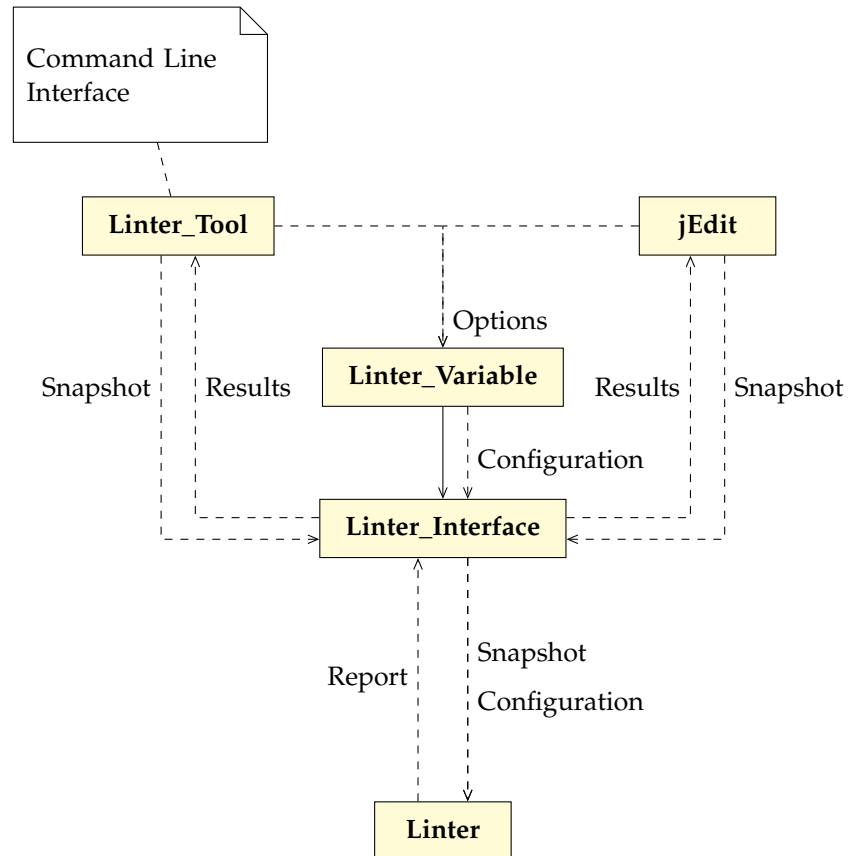 Command Line
Interface
Linter_Tool
jEdit
Options
Linter_Variable
Snapshot
Results
Results
Snapshot
Configuration
Linter_Interface
Snapshot
Report
Configuration
Linter